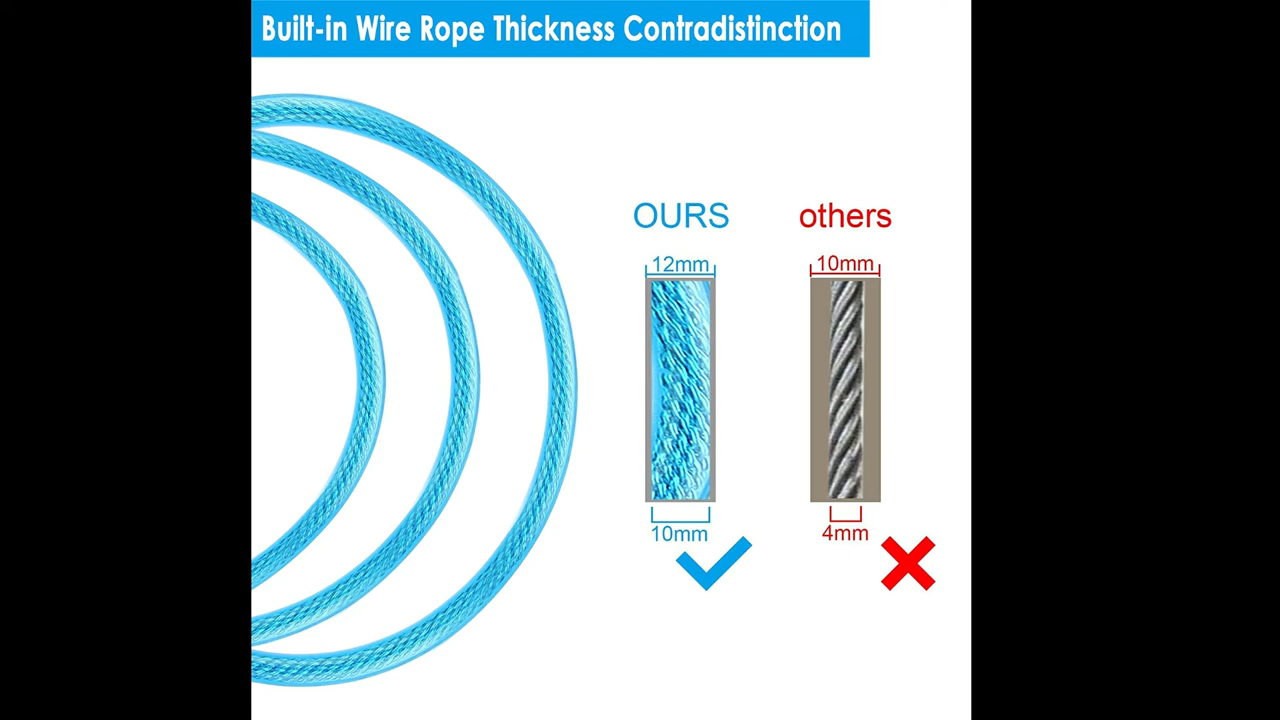 Built-in Wire Rope Thickness Contradistinction
OURS
others
12mm
10mm
10mm
4mm